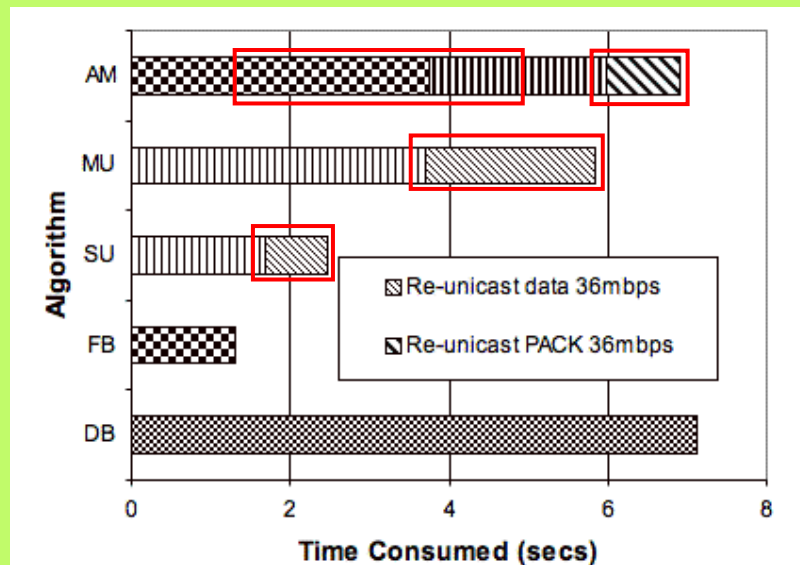 AM
MU
SU
FB
DB
Algorithm
Re-unicast data 36mbps
Re-unicast PACK 36mbps
0 2 4 6 8
Time Consumed (secs)